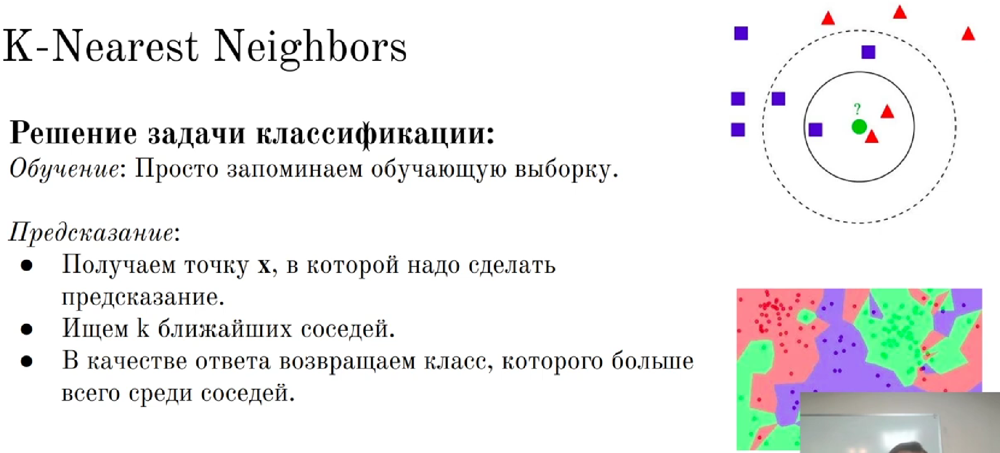 K-Nearest Neighbors
Решение задачи классификации:
Обучение: Просто запоминаем обучающую выборку.
Предсказание:
● Получаем точку x, в которой надо сделать
предсказание.
● Ищем k ближайших соседей.
● В качестве ответа возвращаем класс, которого больше
всего среди соседей.
?